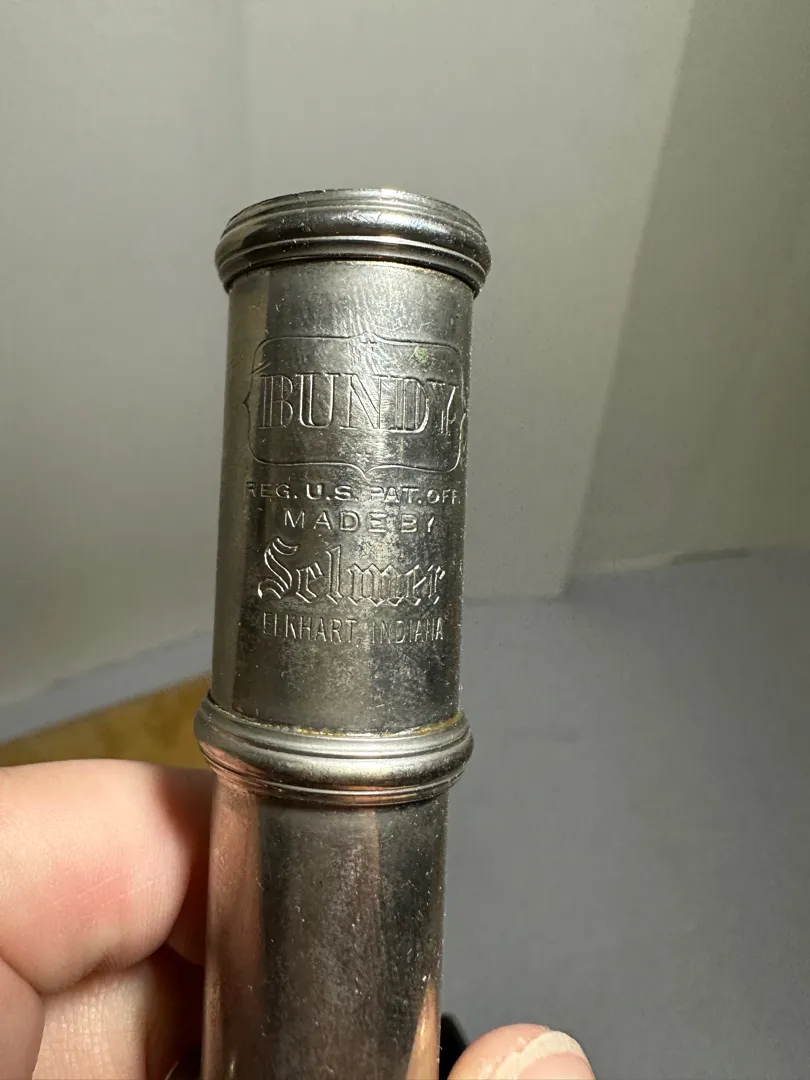 BUNDY
REG. U.S. PAT. OFF.
MADE BY
Selmer
ELKHART, INDIANA